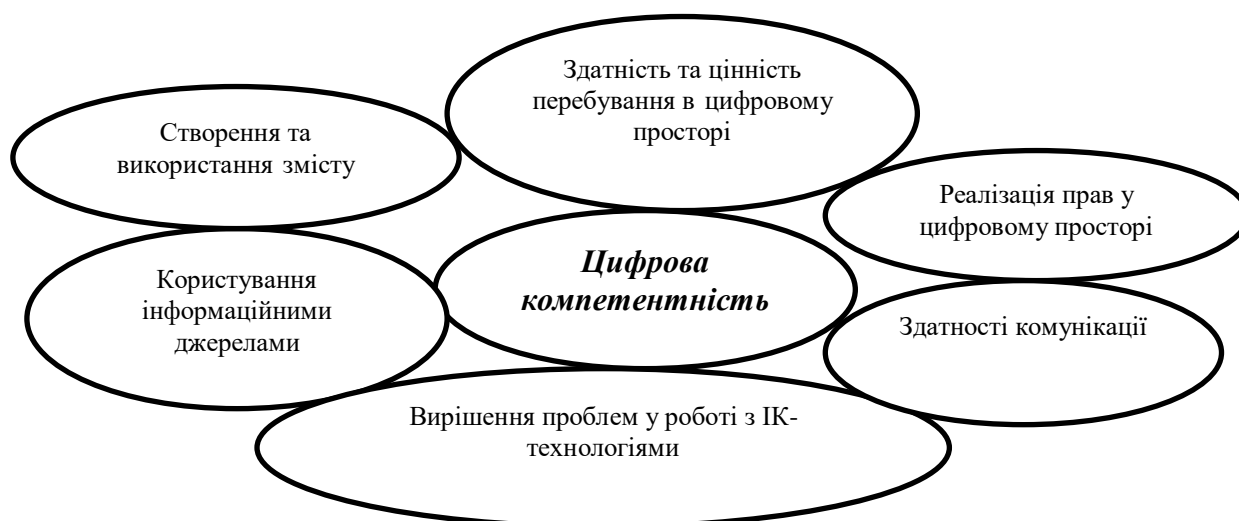 Здатність та цінність
перебування в цифровому
просторі
Створення та
використання змісту
Реалізація прав у
цифровому просторі
Цифрова
компетентність
Користування
інформаційними
джерелами
Здатності комунікації
Вирішення проблем у роботі з ІК-
технологіями